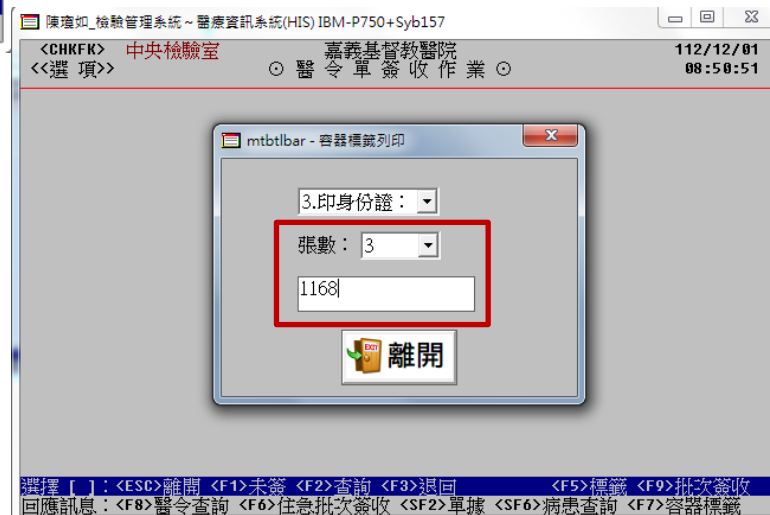 陳瓊如_檢驗管理系統 ~ 醫療資訊系統(HIS) IBM-P750+Syb157
<CHKFK> 中央檢驗室 嘉義基督教醫院 112/12/01
<<選 項>> ⊙ 醫 令 單 簽 收 作 業 ⊙ 08:50:51
mtbtlbar - 容器標籤列印
3.印身份證：
張數： 3
1168
EXIT
離開
選擇 [ ]：<ESC>離開 <F1>未簽 <F2>查詢 <F3>退回 <F5>標籤 <F9>批次簽收
回應訊息：<F8>醫令查詢 <F6>住急批次簽收 <SF2>單據 <SF6>病患查詢 <F7>容器標籤